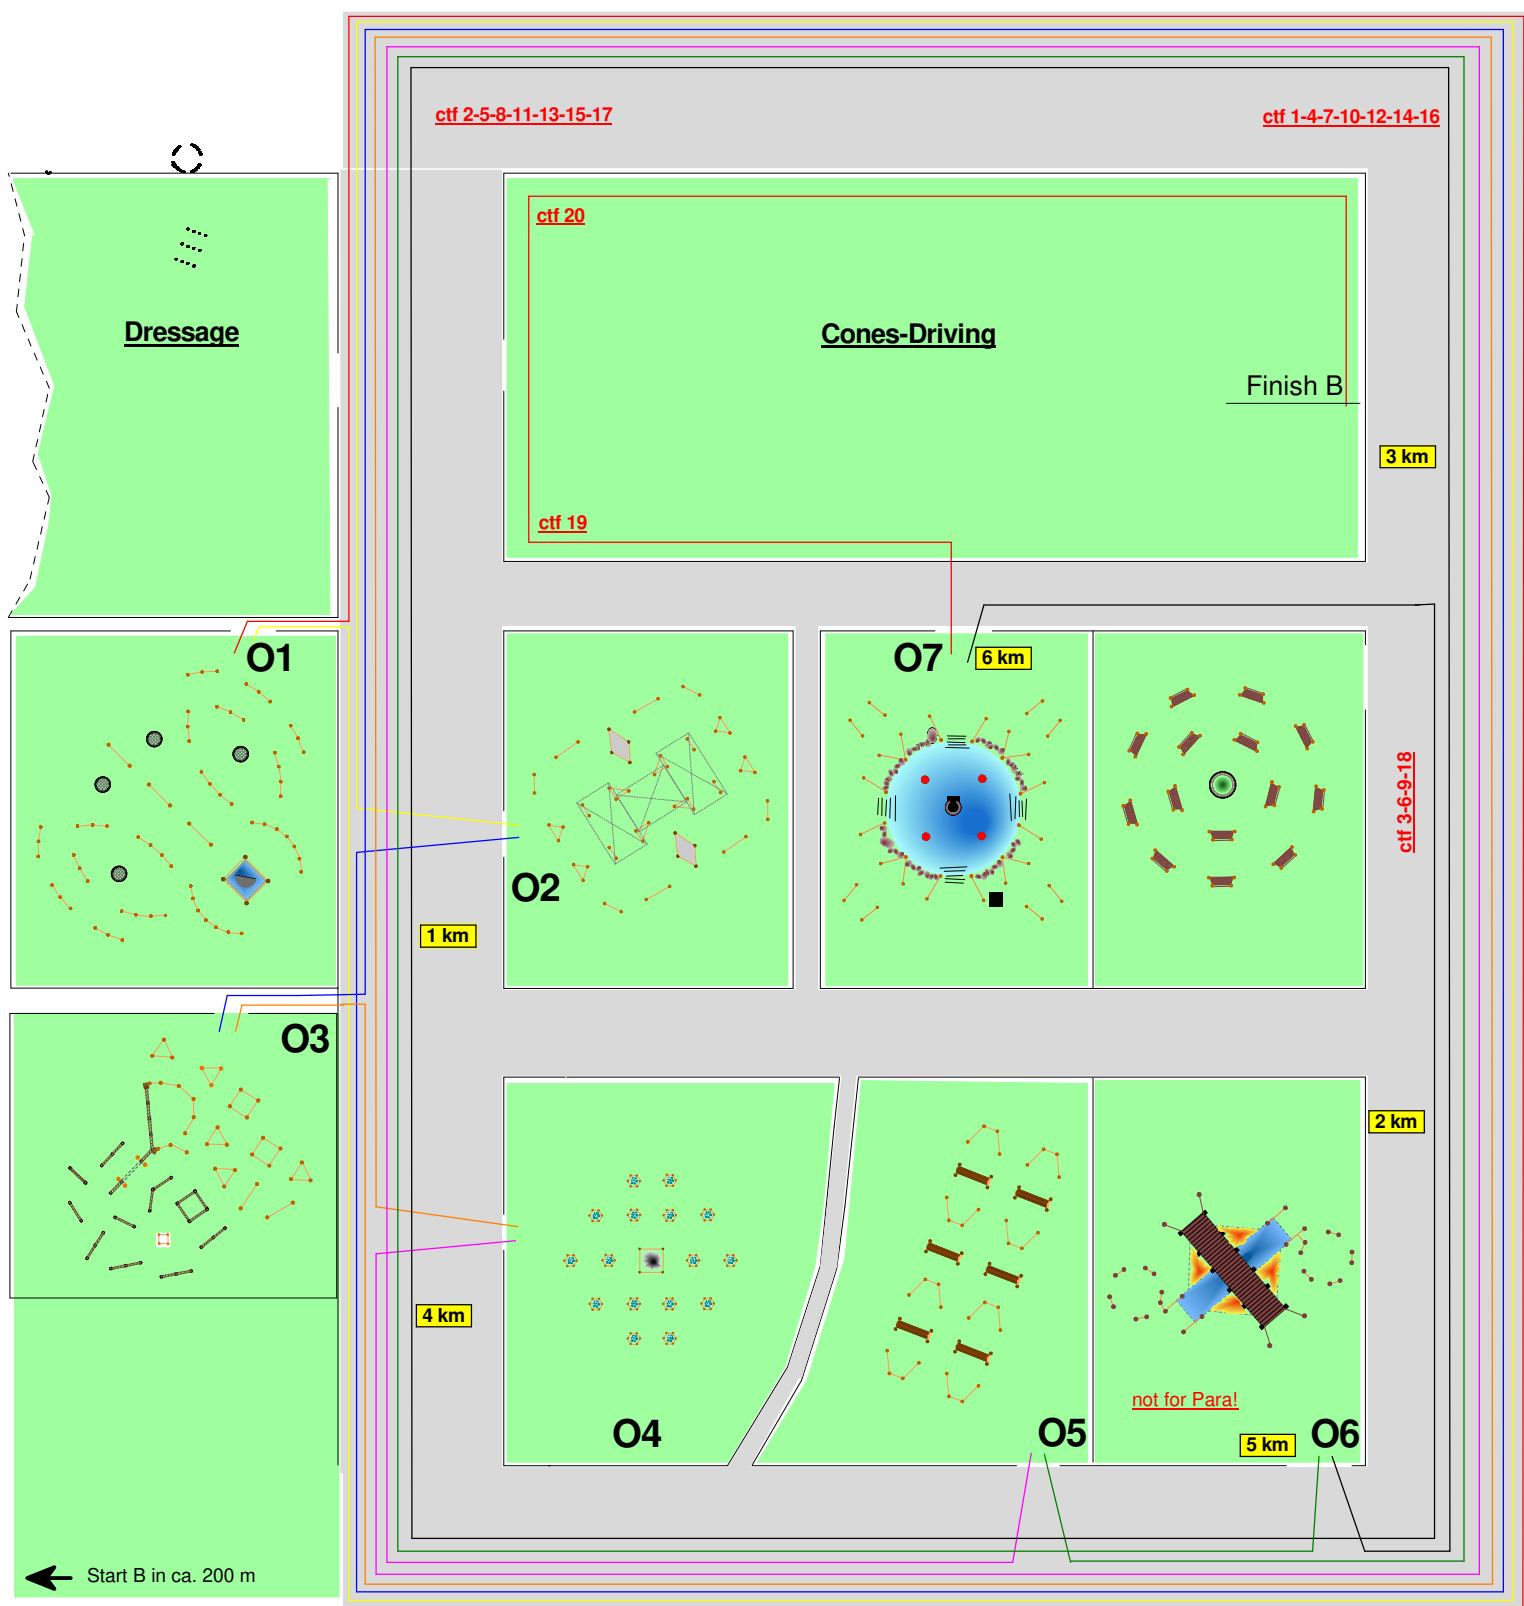 ctf 2-5-8-11-13-15-17
ctf 1-4-7-10-12-14-16
ctf 20
Dressage
Cones-Driving
Finish B
3 km
ctf 19
O1
O7
6 km
ctf 3-6-9-18
O2
1 km
O3
2 km
4 km
not for Para!
O4
O5
5 km
O6
Start B in ca. 200 m